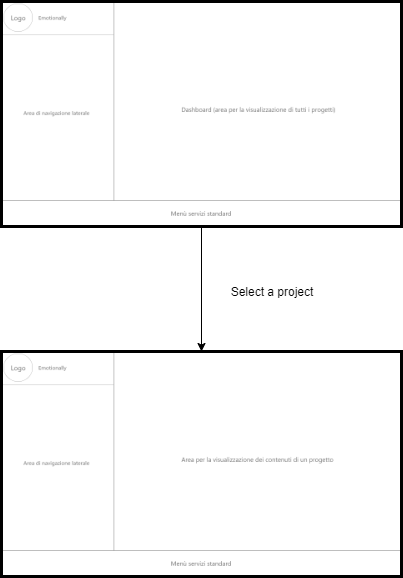 Logo
Emotionally
Area di navigazione laterale
Dashboard (area per la visualizzazione di tutti i progetti)
Menù servizi standard
Select a project
Logo
Emotionally
Area di navigazione laterale
Area per la visualizzazione dei contenuti di un progetto
Menù servizi standard